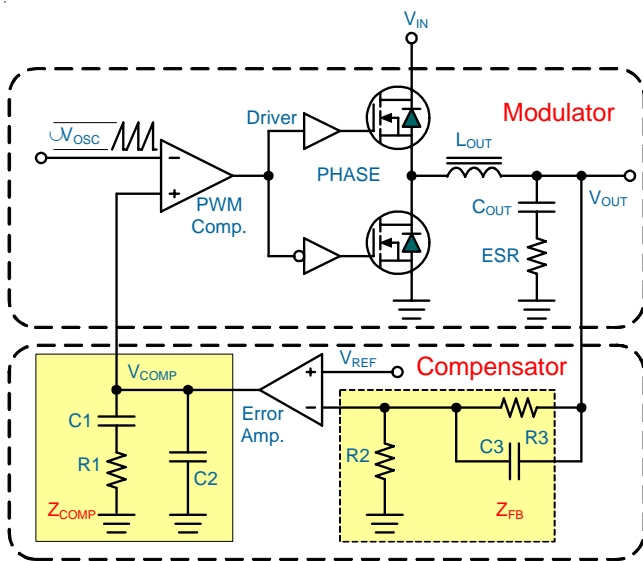 VIN
Modulator
∪VOSC
Driver
LOUT
−
+
PHASE
COUT
VOUT
PWM
Comp.
ESR
VCOMP
VREF
Compensator
+
−
C1
Error
Amp.
R3
C3
R1
C2
R2
ZCOMP
ZFB